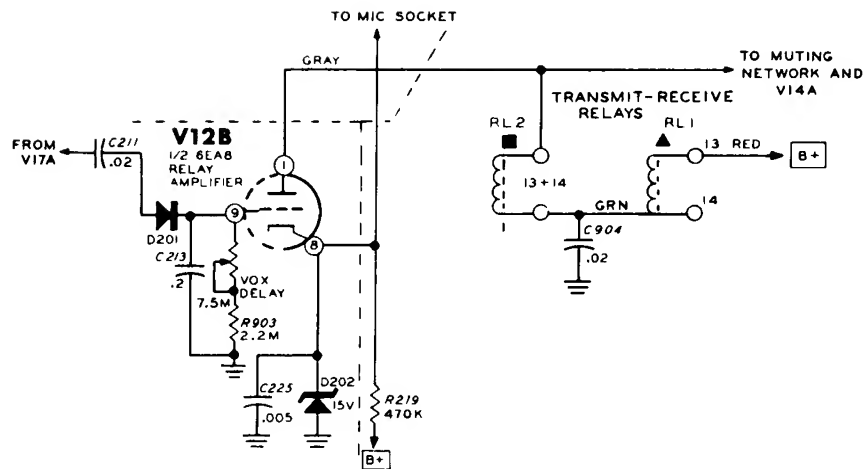 TO MIC SOCKET
GRAY
TO MUTING
NETWORK AND
V14A
TRANSMIT-RECEIVE
RELAYS
RL2
RL1
13 RED
B+
FROM
V17A
C211
.02
V12B
1/2 6EA8
RELAY
AMPLIFIER
1
9
8
13+14
GRN
14
C904
.02
D201
C213
.2
VOX
DELAY
7.5M
R903
2.2M
C225
.005
D202
15V
R219
470K
B+